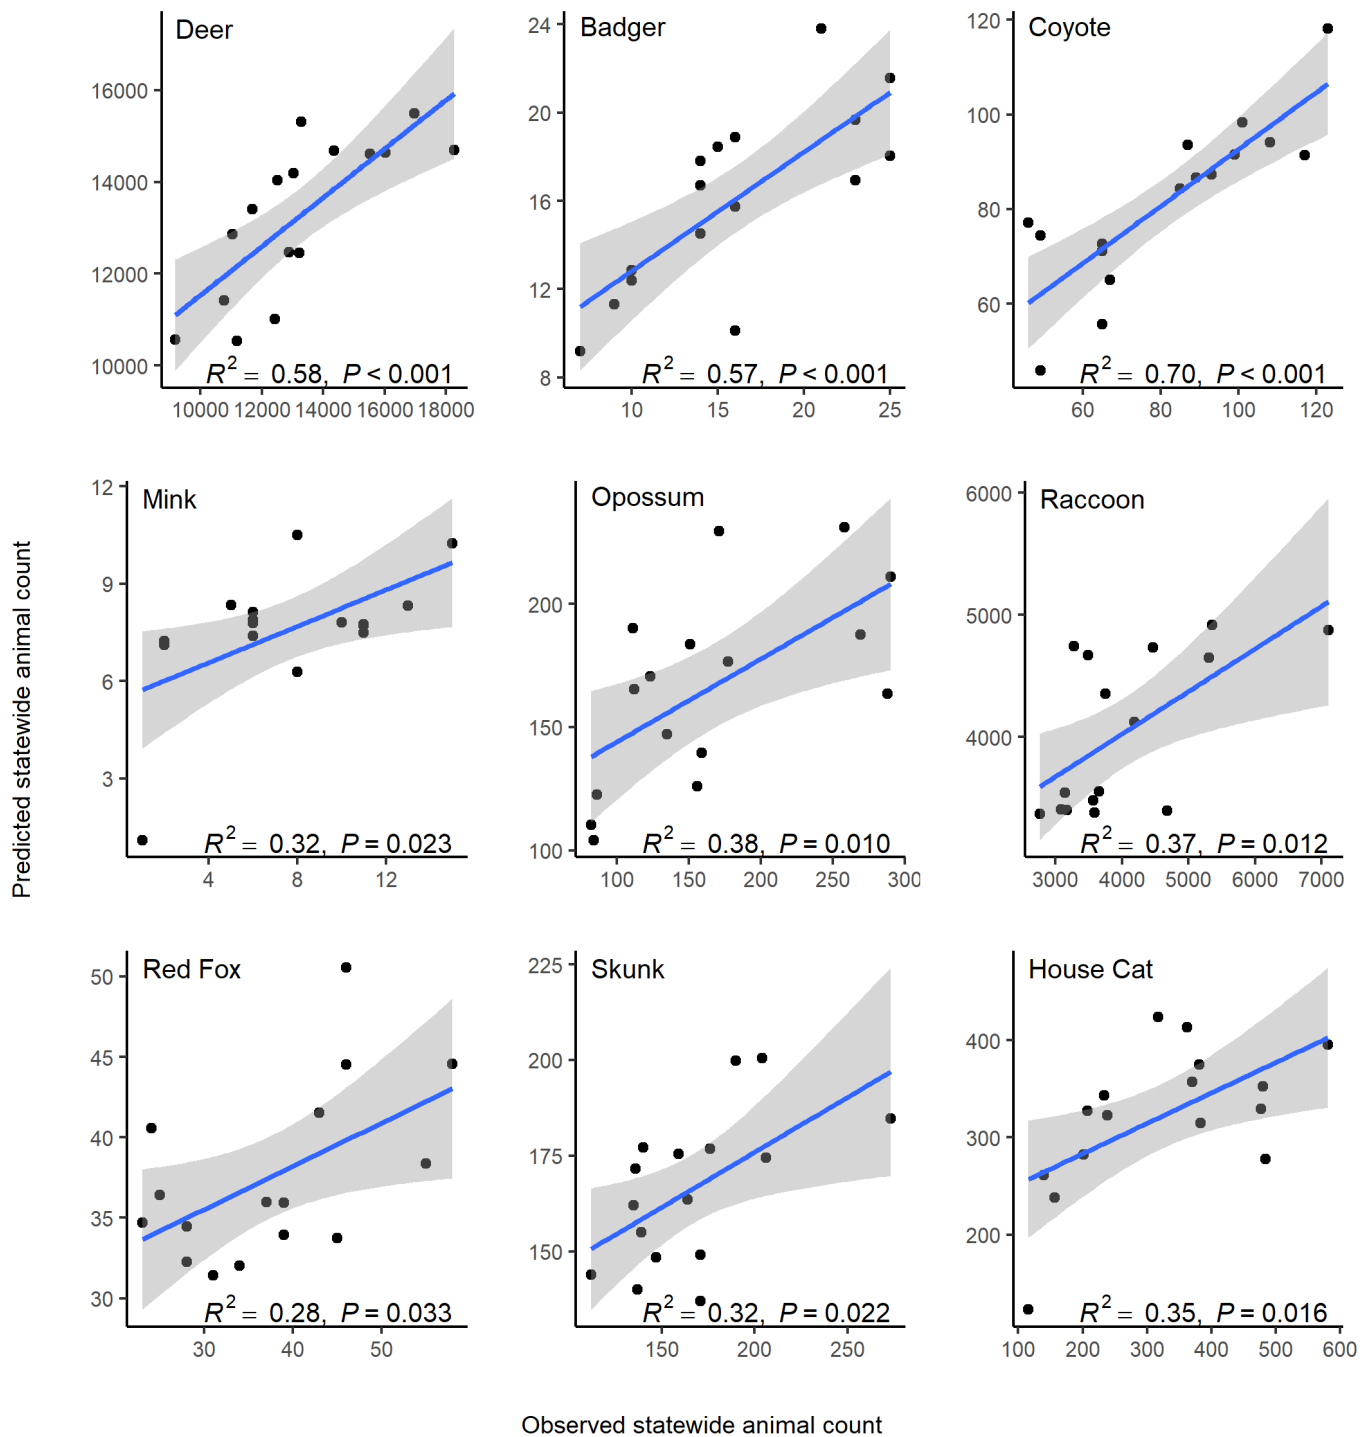 Deer
16000
14000
12000
10000
R² = 0.58, P < 0.001
10000 12000 14000 16000 18000
Badger
24
20
16
12
8
R² = 0.57, P < 0.001
10 15 20 25
Coyote
120
100
80
60
R² = 0.70, P < 0.001
60 80 100 120
Predicted statewide animal count
Mink
12
9
6
3
R² = 0.32, P = 0.023
4 8 12
Opossum
200
150
100
R² = 0.38, P = 0.010
100 150 200 250 300
Raccoon
6000
5000
4000
R² = 0.37, P = 0.012
3000 4000 5000 6000 7000
Red Fox
50
45
40
35
30
R² = 0.28, P = 0.033
30 40 50
Skunk
225
200
175
150
R² = 0.32, P = 0.022
150 200 250
House Cat
400
300
200
R² = 0.35, P = 0.016
100 200 300 400 500 600
Observed statewide animal count